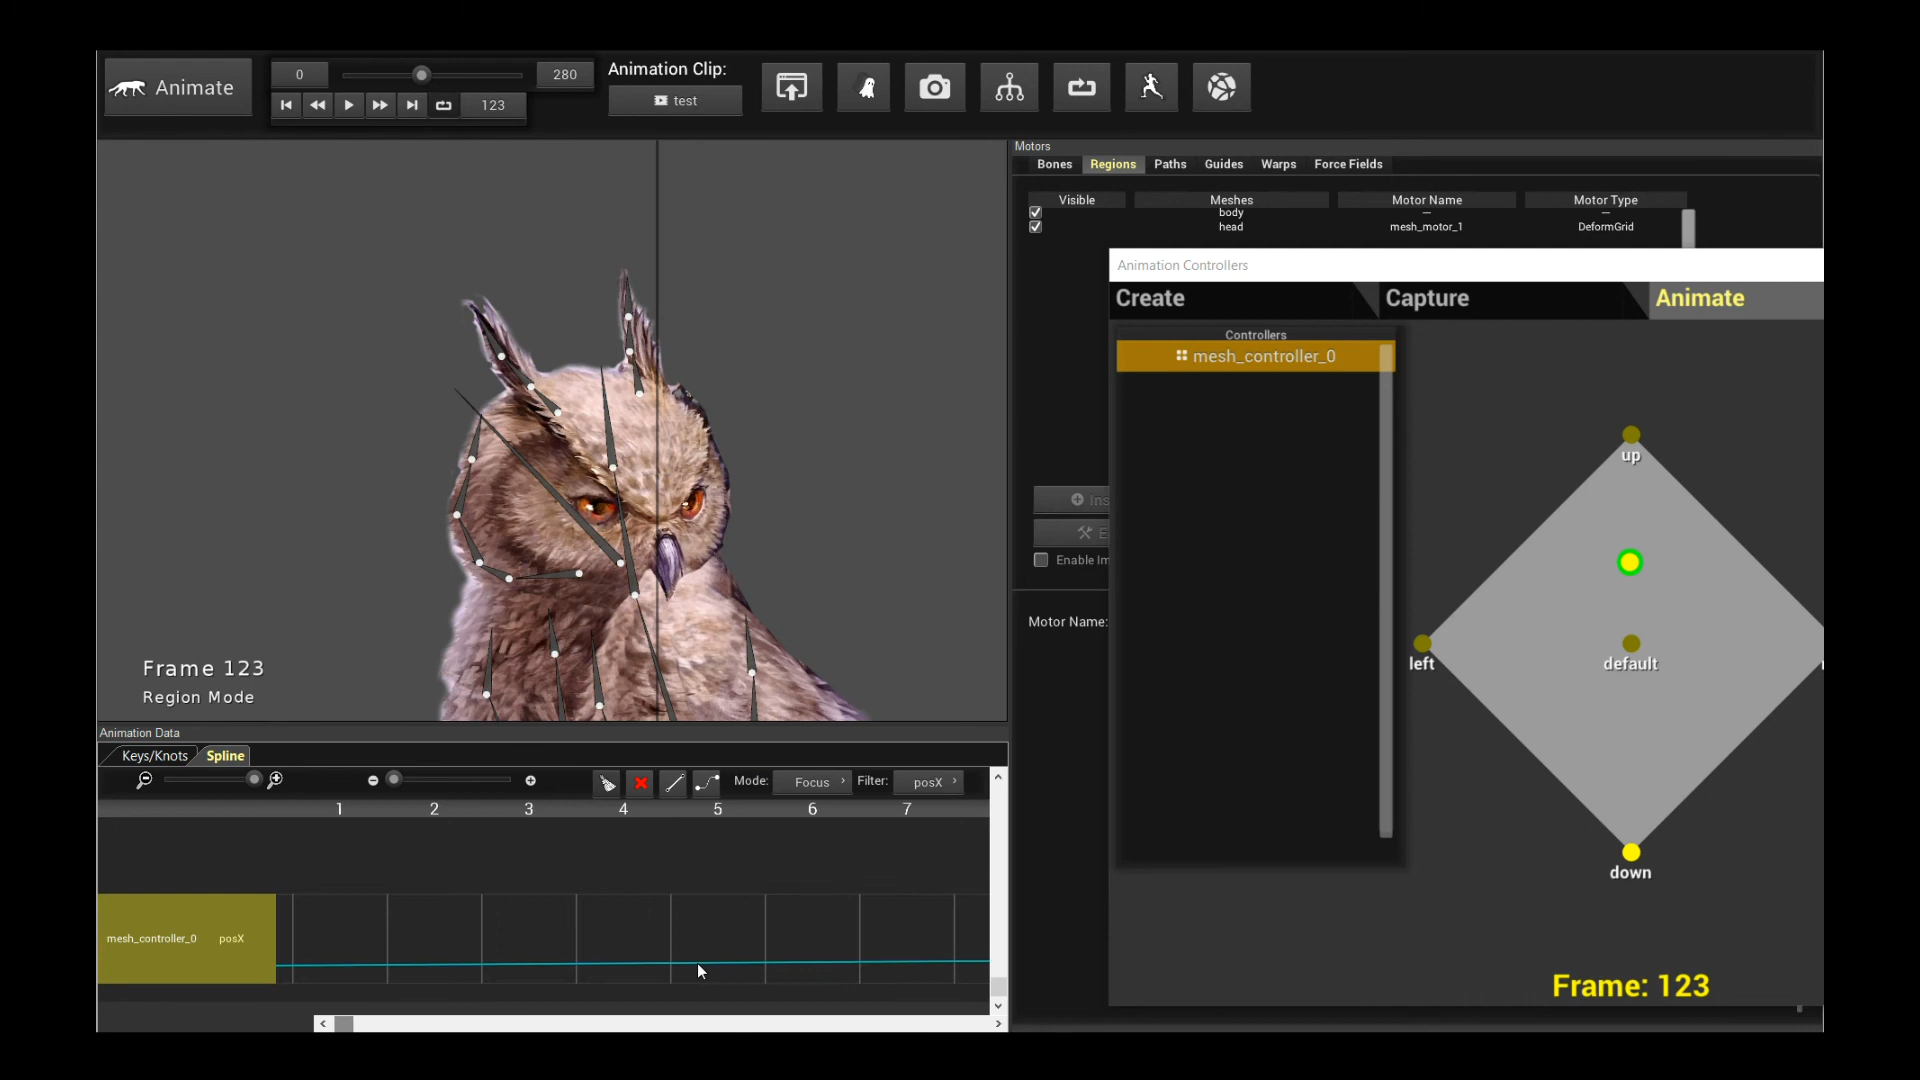 Animate
0
280
123
Animation Clip:
test
Motors
Bones Regions Paths Guides Warps Force Fields
Visible Meshes Motor Name Motor Type
body — —
head mesh_motor_1 DeformGrid
Animation Controllers
Create Capture Animate
Controllers
mesh_controller_0
up
left
default
down
Frame: 123
Ins
E
Enable Im
Motor Name:
Frame 123
Region Mode
Animation Data
Keys/Knots Spline
Mode: Focus Filter: posX
1 2 3 4 5 6 7
mesh_controller_0 posX